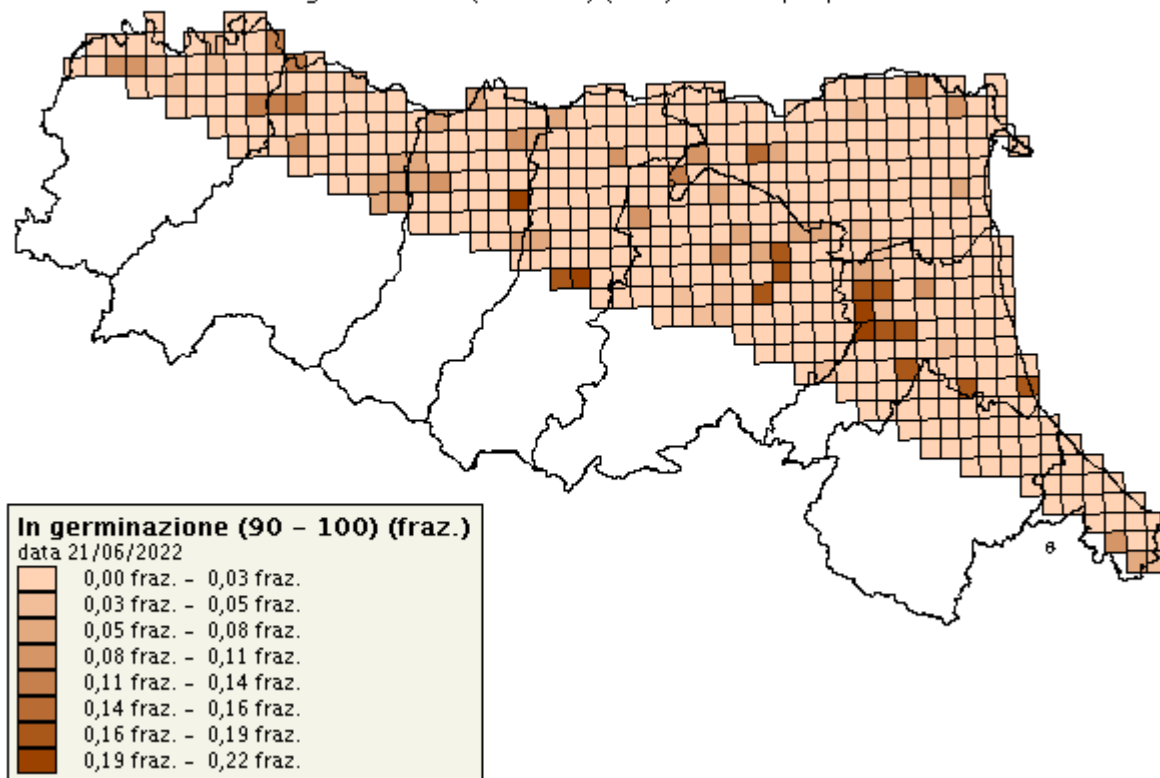 In germinazione (90 – 100) (fraz.)
data 21/06/2022
0,00 fraz. – 0,03 fraz.
0,03 fraz. – 0,05 fraz.
0,05 fraz. – 0,08 fraz.
0,08 fraz. – 0,11 fraz.
0,11 fraz. – 0,14 fraz.
0,14 fraz. – 0,16 fraz.
0,16 fraz. – 0,19 fraz.
0,19 fraz. – 0,22 fraz.